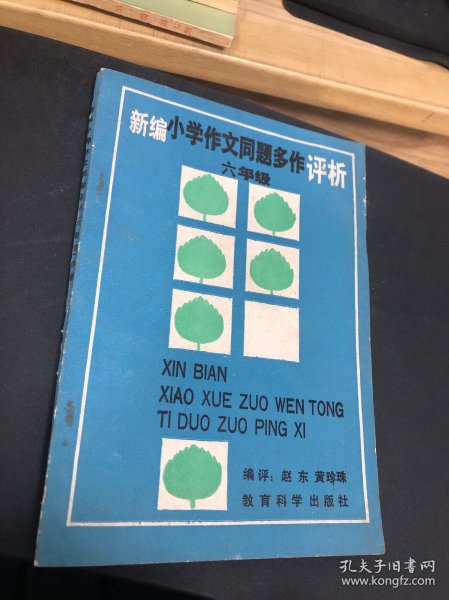 新编小学作文同题多作评析
六年级
XIN BIAN
XIAO XUE ZUO WEN TONG
TI DUO ZUO PING XI
编评：赵东 黄珍珠
教育科学出版社
孔夫子旧书网
www.kongfz.com